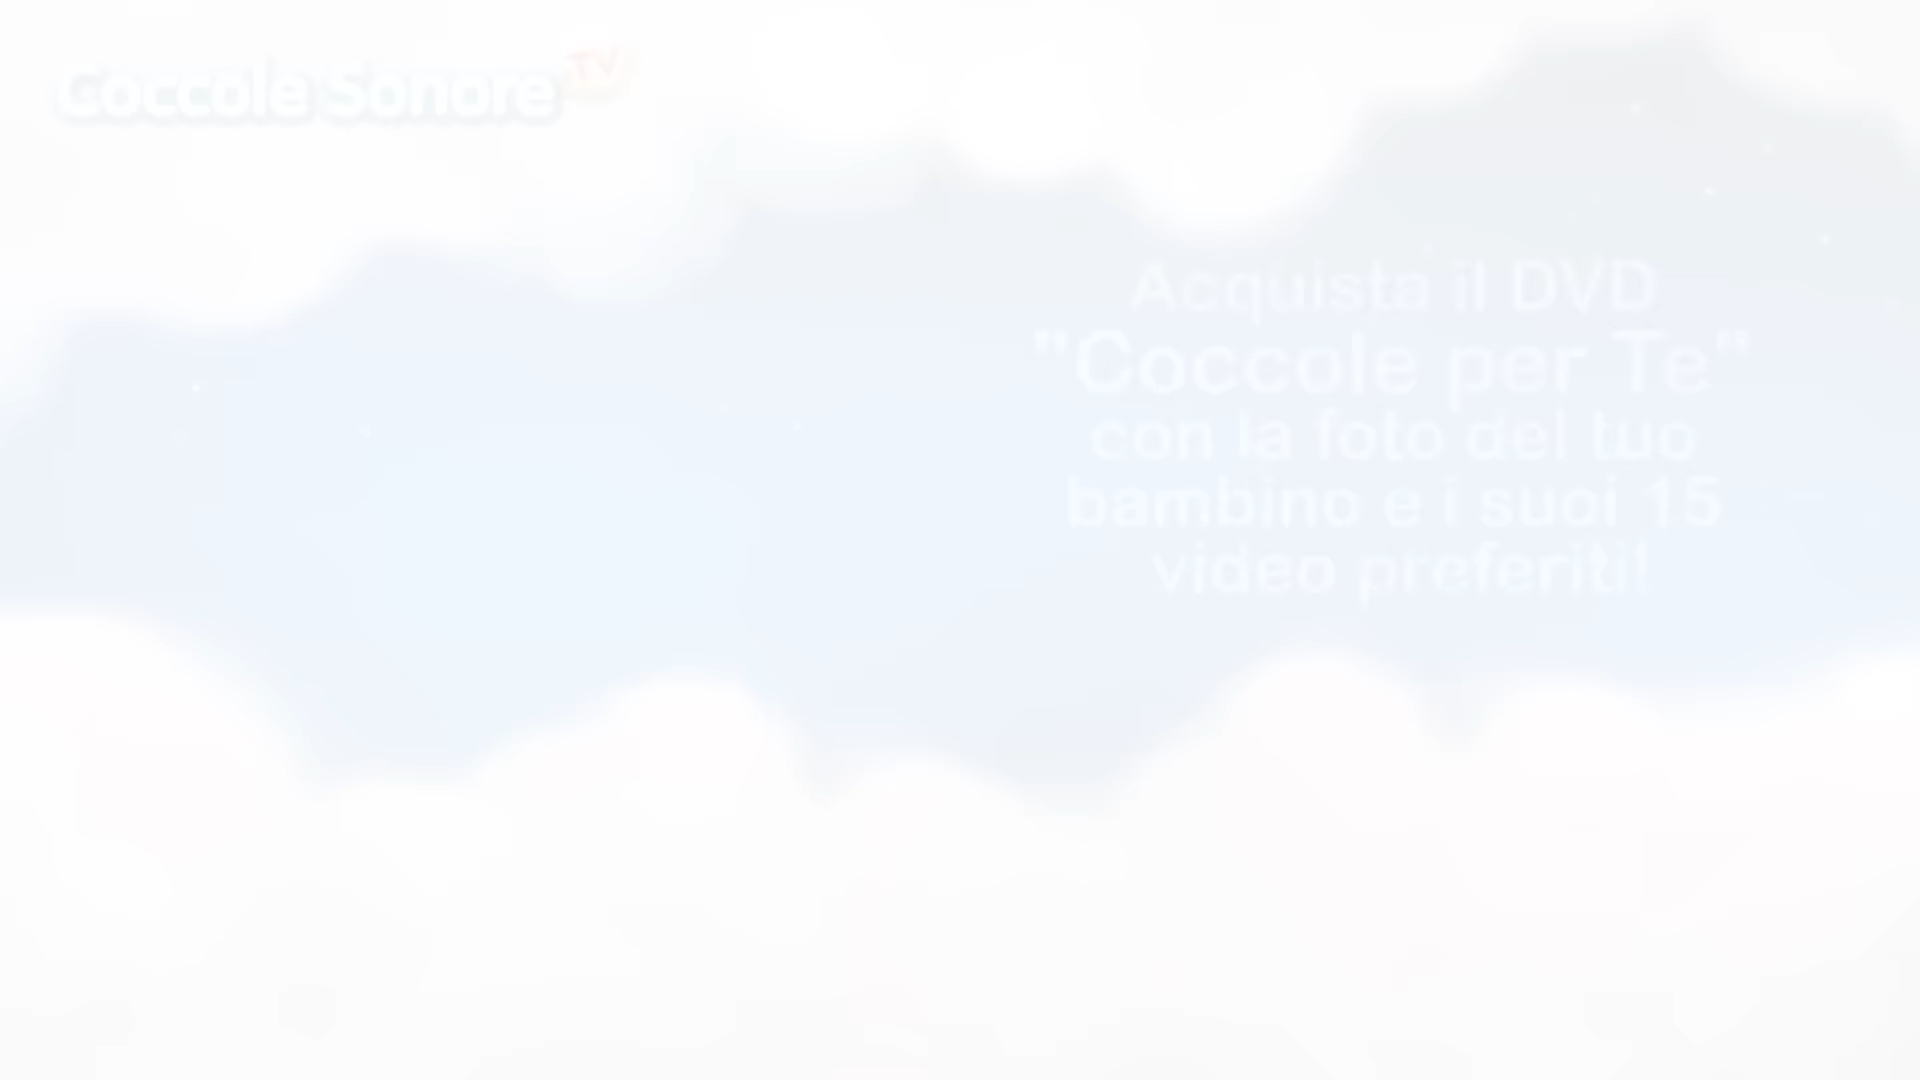 Coccole Sonore TV
Acquista il DVD
"Coccole per Te"
con la foto del tuo
bambino e i suoi 15
video preferiti!